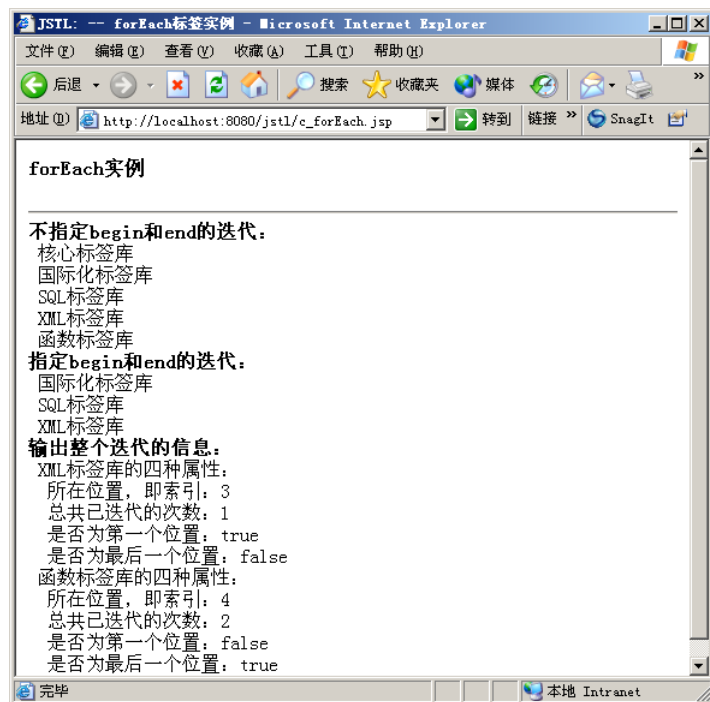 JSTL: -- forEach标签实例 - Microsoft Internet Explorer
文件(F) 编辑(E) 查看(V) 收藏(A) 工具(T) 帮助(H)
后退 搜索 收藏夹 媒体 »
地址(D) http://localhost:8080/jstl/c_forEach.jsp 转到 链接 » SnagIt
forEach实例
不指定begin和end的迭代：
核心标签库
国际化标签库
SQL标签库
XML标签库
函数标签库
指定begin和end的迭代：
国际化标签库
SQL标签库
XML标签库
输出整个迭代的信息：
XML标签库的四种属性：
所在位置，即索引：3
总共已迭代的次数：1
是否为第一个位置：true
是否为最后一个位置：false
函数标签库的四种属性：
所在位置，即索引：4
总共已迭代的次数：2
是否为第一个位置：false
是否为最后一个位置：true
完毕 本地 Intranet